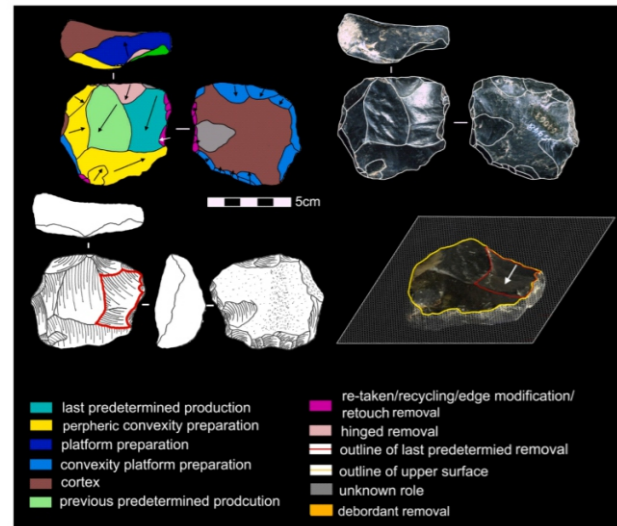 5cm
last predetermined production
peripheric convexity preparation
platform preparation
convexity platform preparation
cortex
previous predetermined prodcution
re-taken/recycling/edge modification/
retouch removal
hinged removal
outline of last predetermied removal
outline of upper surface
unknown role
debordant removal